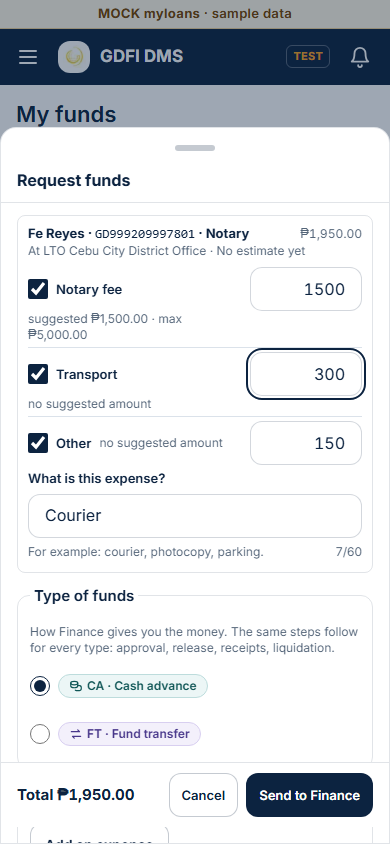 MOCK myloans · sample data
GDFI DMS
TEST
My funds
Request funds
Fe Reyes · GD999209997801 · Notary ₱1,950.00
At LTO Cebu City District Office · No estimate yet
Notary fee 1500
suggested ₱1,500.00 · max
₱5,000.00
Transport 300
no suggested amount
Other no suggested amount 150
What is this expense?
Courier
For example: courier, photocopy, parking. 7/60
Type of funds
How Finance gives you the money. The same steps follow
for every type: approval, release, receipts, liquidation.
CA · Cash advance
FT · Fund transfer
Total ₱1,950.00 Cancel Send to Finance
Add an expense